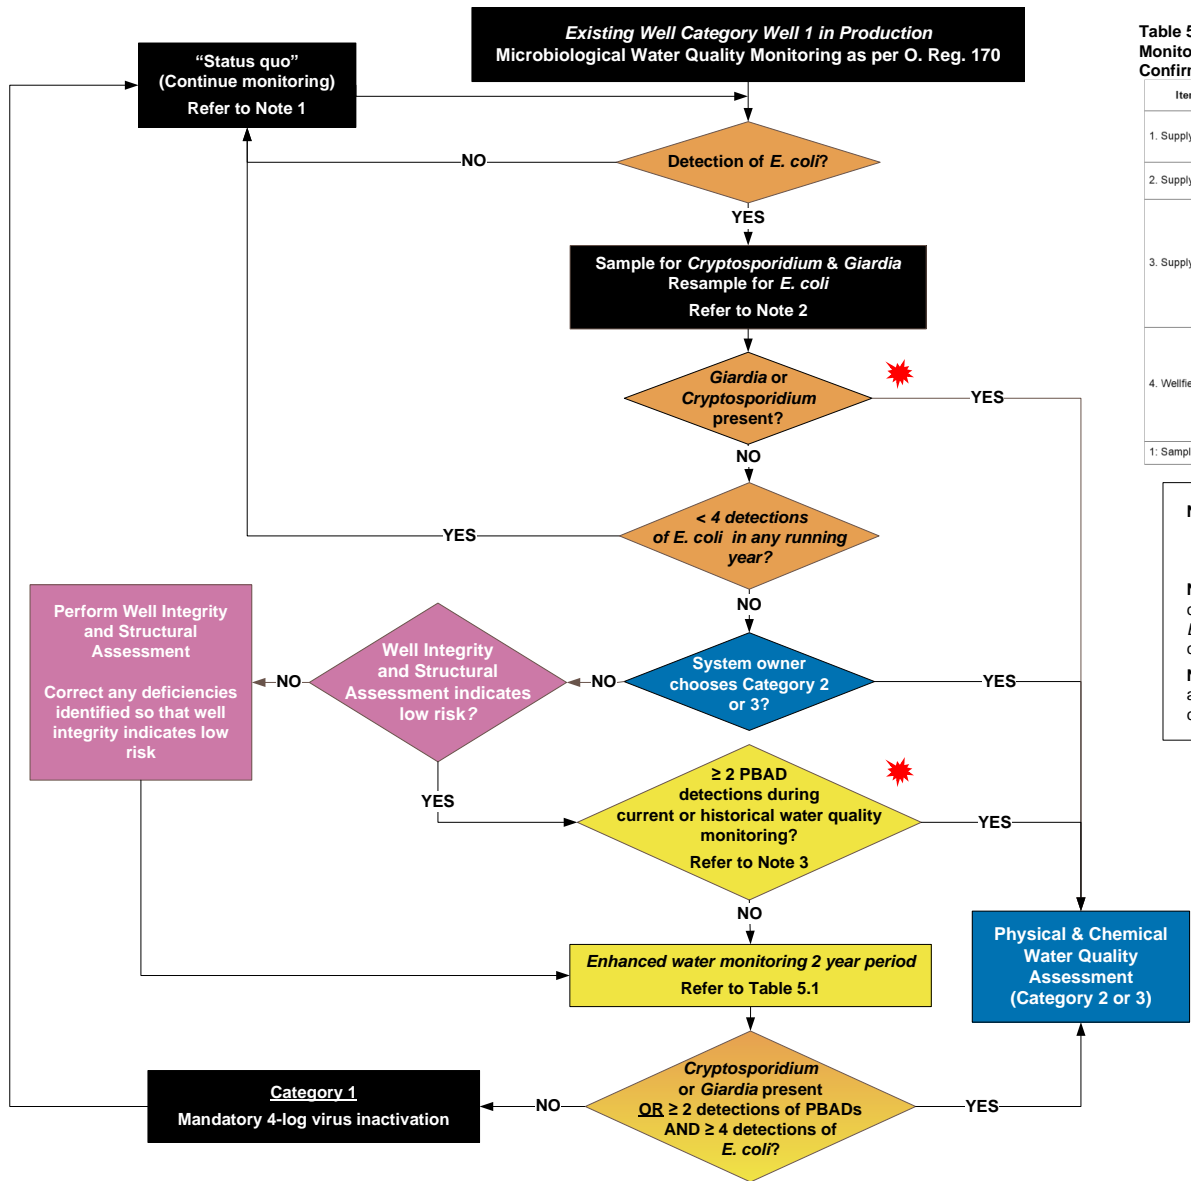 Existing Well Category Well 1 in Production
Microbiological Water Quality Monitoring as per O. Reg. 170
“Status quo”
(Continue monitoring)
Refer to Note 1
Detection of E. coli?
NO
YES
Sample for Cryptosporidium & Giardia
Resample for E. coli
Refer to Note 2
Giardia or
Cryptosporidium
present?
YES
NO
< 4 detections
of E. coli in any running
year?
YES
NO
System owner
chooses Category 2
or 3?
YES
NO
Well Integrity
and Structural
Assessment indicates
low risk?
NO
YES
Perform Well Integrity
and Structural
Assessment
Correct any deficiencies
identified so that well
integrity indicates low
risk
≥ 2 PBAD
detections during
current or historical water quality
monitoring?
Refer to Note 3
YES
NO
Enhanced water monitoring 2 year period
Refer to Table 5.1
Physical & Chemical
Water Quality
Assessment
(Category 2 or 3)
Cryptosporidium
or Giardia present
OR ≥ 2 detections of PBADs
AND ≥ 4 detections of
E. coli?
YES
NO
Category 1
Mandatory 4-log virus inactivation
Table 5
1. Supply
2. Supply
3. Supply
4.
1: